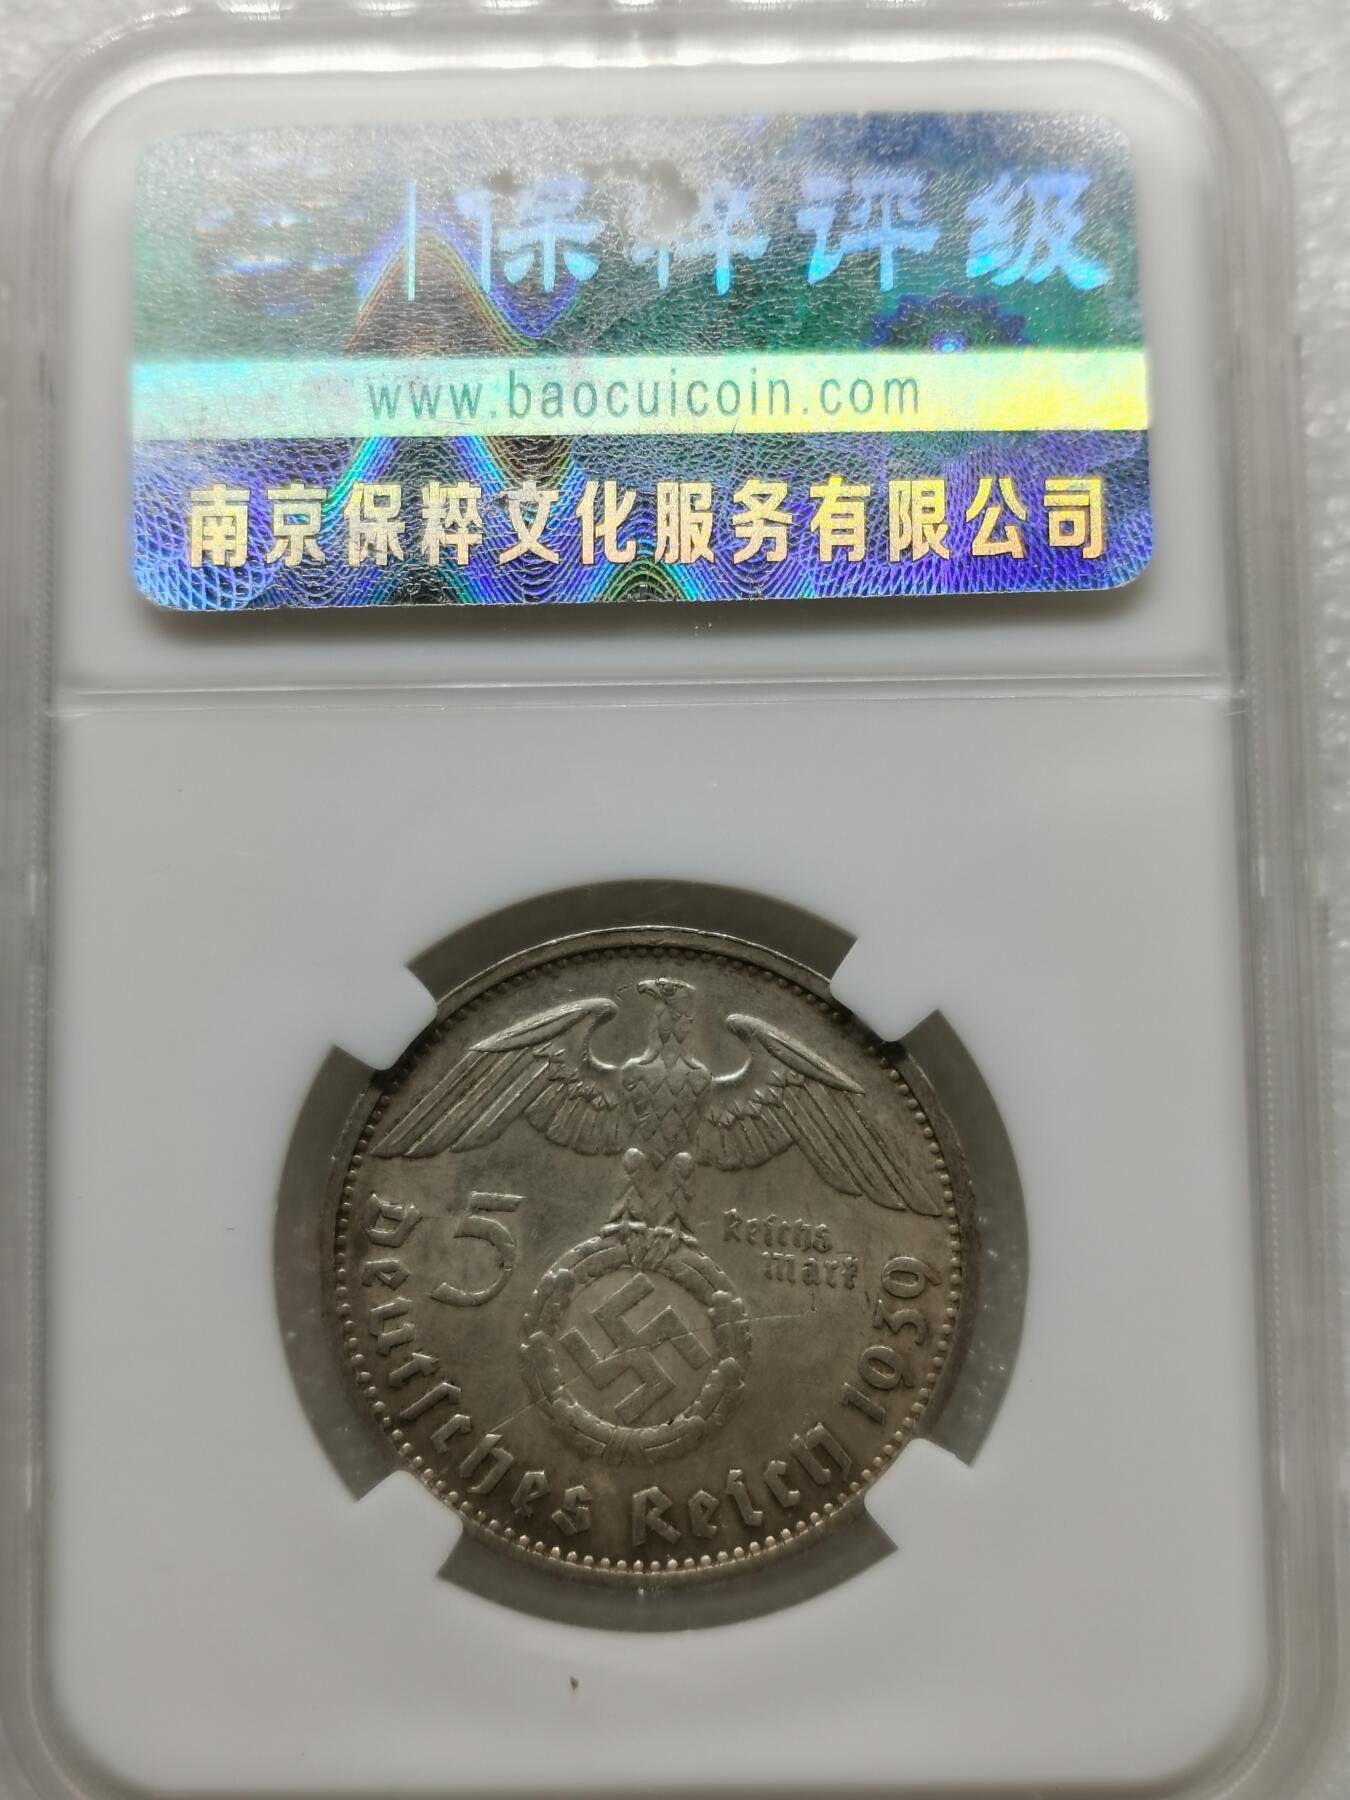 保粹评级
www.baocuicoin.com
南京保粹文化服务有限公司
5
Reichs
Mark
Deutsches Reich 1939